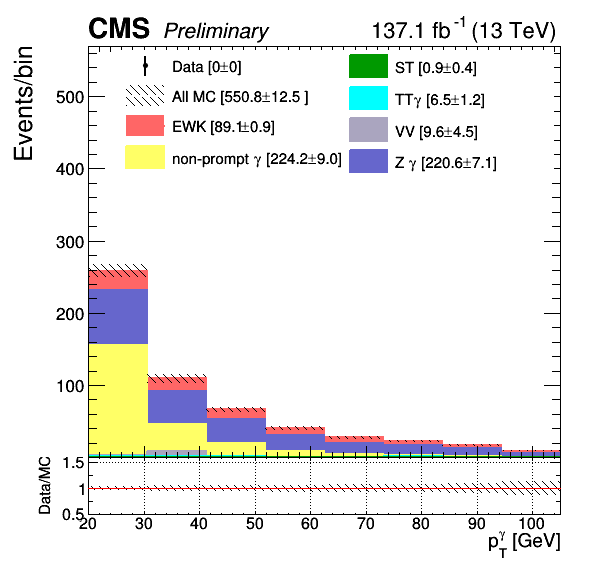 CMS Preliminary 137.1 fb⁻¹ (13 TeV)
Events/bin
Data [0±0]
All MC [550.8±12.5 ]
EWK [89.1±0.9]
non-prompt γ [224.2±9.0]
ST [0.9±0.4]
TTγ [6.5±1.2]
VV [9.6±4.5]
Z γ [220.6±7.1]
500
400
300
200
100
Data/MC
1.5
1
0.5
20 30 40 50 60 70 80 90 100
p_T^γ [GeV]